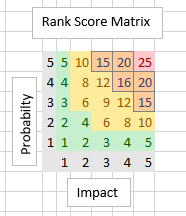 Rank Score Matrix
Probabilty
5 5 10 15 20 25
4 4 8 12 16 20
3 3 6 9 12 15
2 2 4 6 8 10
1 1 2 3 4 5
1 2 3 4 5
Impact